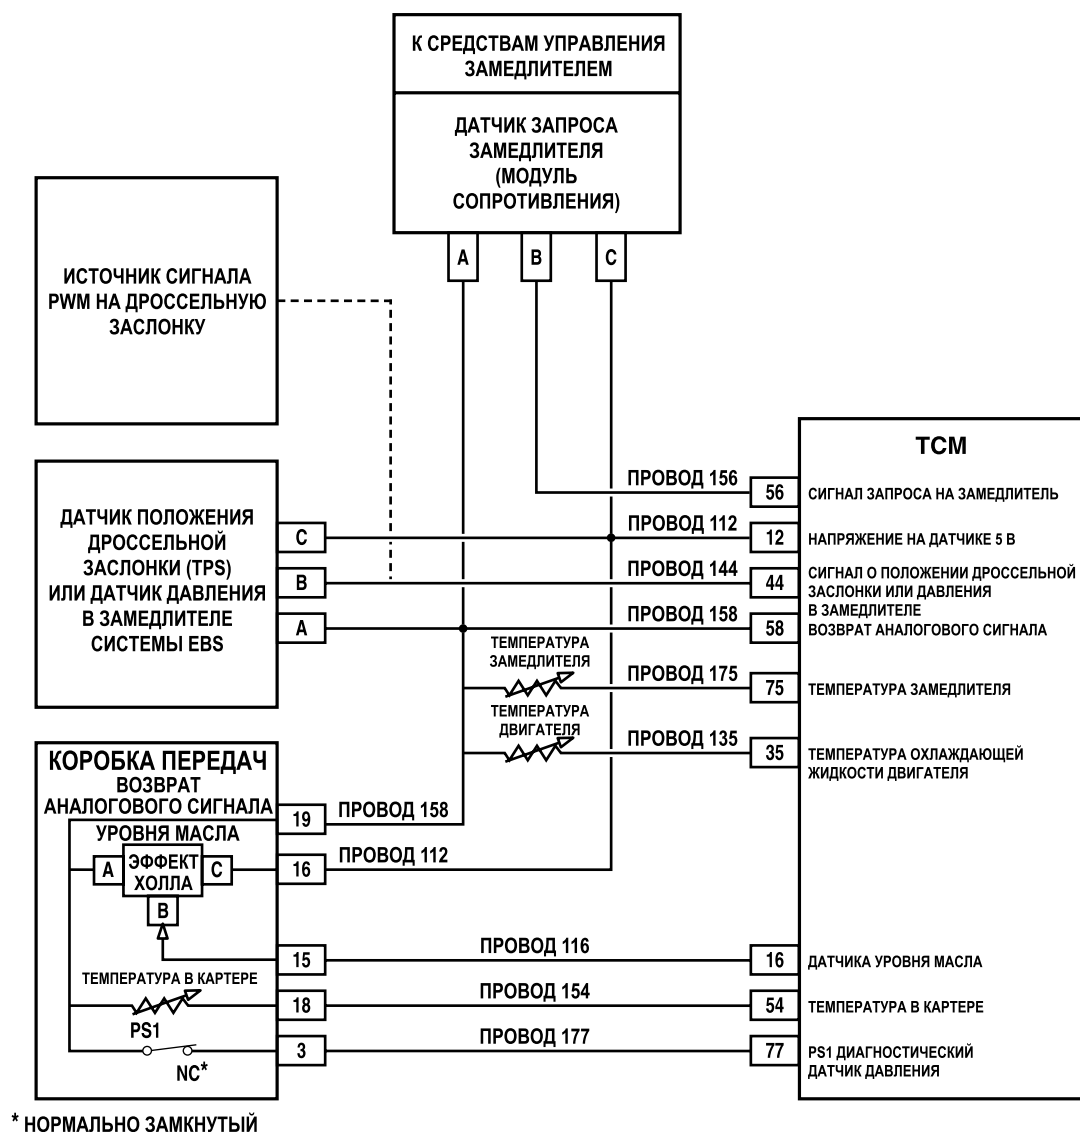 К СРЕДСТВАМ УПРАВЛЕНИЯ
ЗАМЕДЛИТЕЛЕМ
ДАТЧИК ЗАПРОСА
ЗАМЕДЛИТЕЛЯ
(МОДУЛЬ
СОПРОТИВЛЕНИЯ)
A
B
C
ИСТОЧНИК СИГНАЛА
PWM НА ДРОССЕЛЬНУЮ
ЗАСЛОНКУ
ДАТЧИК ПОЛОЖЕНИЯ
ДРОССЕЛЬНОЙ
ЗАСЛОНКИ (TPS)
ИЛИ ДАТЧИК ДАВЛЕНИЯ
В ЗАМЕДЛИТЕЛЕ
СИСТЕМЫ EBS
C
B
A
TCM
ПРОВОД 156
56
СИГНАЛ ЗАПРОСА НА ЗАМЕДЛИТЕЛЬ
ПРОВОД 112
12
НАПРЯЖЕНИЕ НА ДАТЧИКЕ 5 В
ПРОВОД 144
44
СИГНАЛ О ПОЛОЖЕНИИ ДРОССЕЛЬНОЙ
ЗАСЛОНКИ ИЛИ ДАВЛЕНИЯ
В ЗАМЕДЛИТЕЛЕ
ПРОВОД 158
58
ВОЗВРАТ АНАЛОГОВОГО СИГНАЛА
ТЕМПЕРАТУРА
ЗАМЕДЛИТЕЛЯ
ПРОВОД 175
75
ТЕМПЕРАТУРА ЗАМЕДЛИТЕЛЯ
ТЕМПЕРАТУРА
ДВИГАТЕЛЯ
ПРОВОД 135
35
ТЕМПЕРАТУРА ОХЛАЖДАЮЩЕЙ
ЖИДКОСТИ ДВИГАТЕЛЯ
КОРОБКА ПЕРЕДАЧ
ВОЗВРАТ
АНАЛОГОВОГО СИГНАЛА
19
ПРОВОД 158
УРОВНЯ МАСЛА
A
ЭФФЕКТ
ХОЛЛА
C
B
16
ПРОВОД 112
15
ПРОВОД 116
16
ДАТЧИКА УРОВНЯ МАСЛА
ТЕМПЕРАТУРА В КАРТЕРЕ
18
ПРОВОД 154
54
ТЕМПЕРАТУРА В КАРТЕРЕ
PS1
NC*
3
ПРОВОД 177
77
PS1 ДИАГНОСТИЧЕСКИЙ
ДАТЧИК ДАВЛЕНИЯ
* НОРМАЛЬНО ЗАМКНУТЫЙ